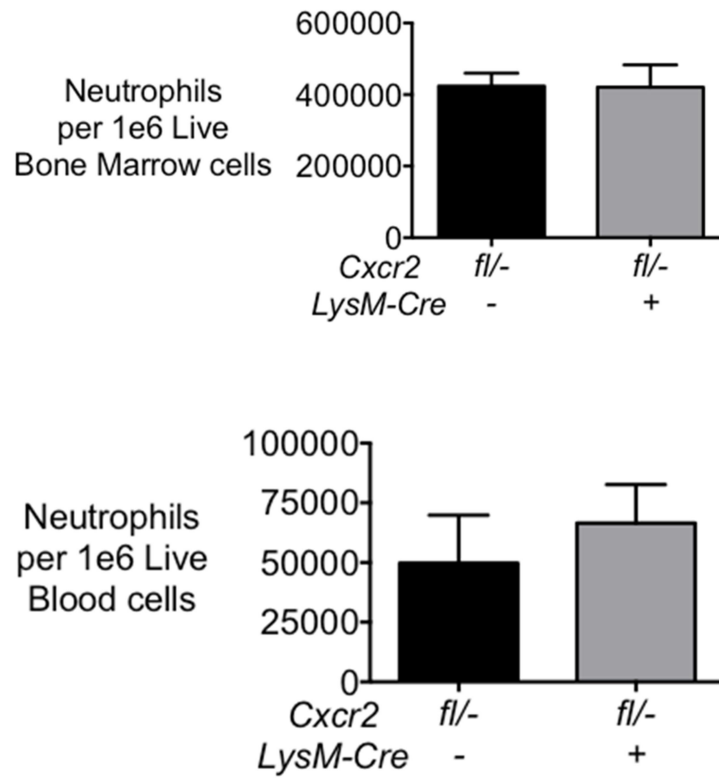 600000
400000
200000
0
Neutrophils
per 1e6 Live
Bone Marrow cells
Cxcr2 fl/- fl/-
LysM-Cre - +
100000
75000
50000
25000
0
Neutrophils
per 1e6 Live
Blood cells
Cxcr2 fl/- fl/-
LysM-Cre - +